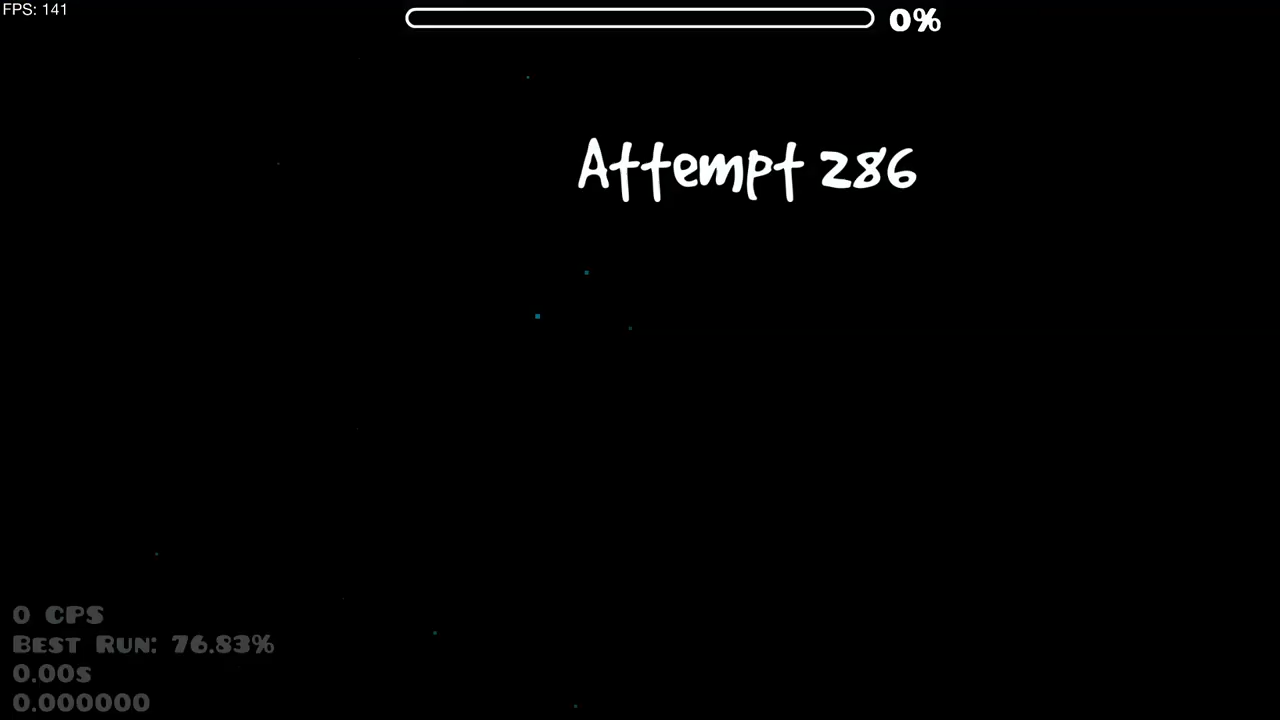 FPS: 141
0%
Attempt 286
0 CPS
Best Run: 76.83%
0.00s
0.000000